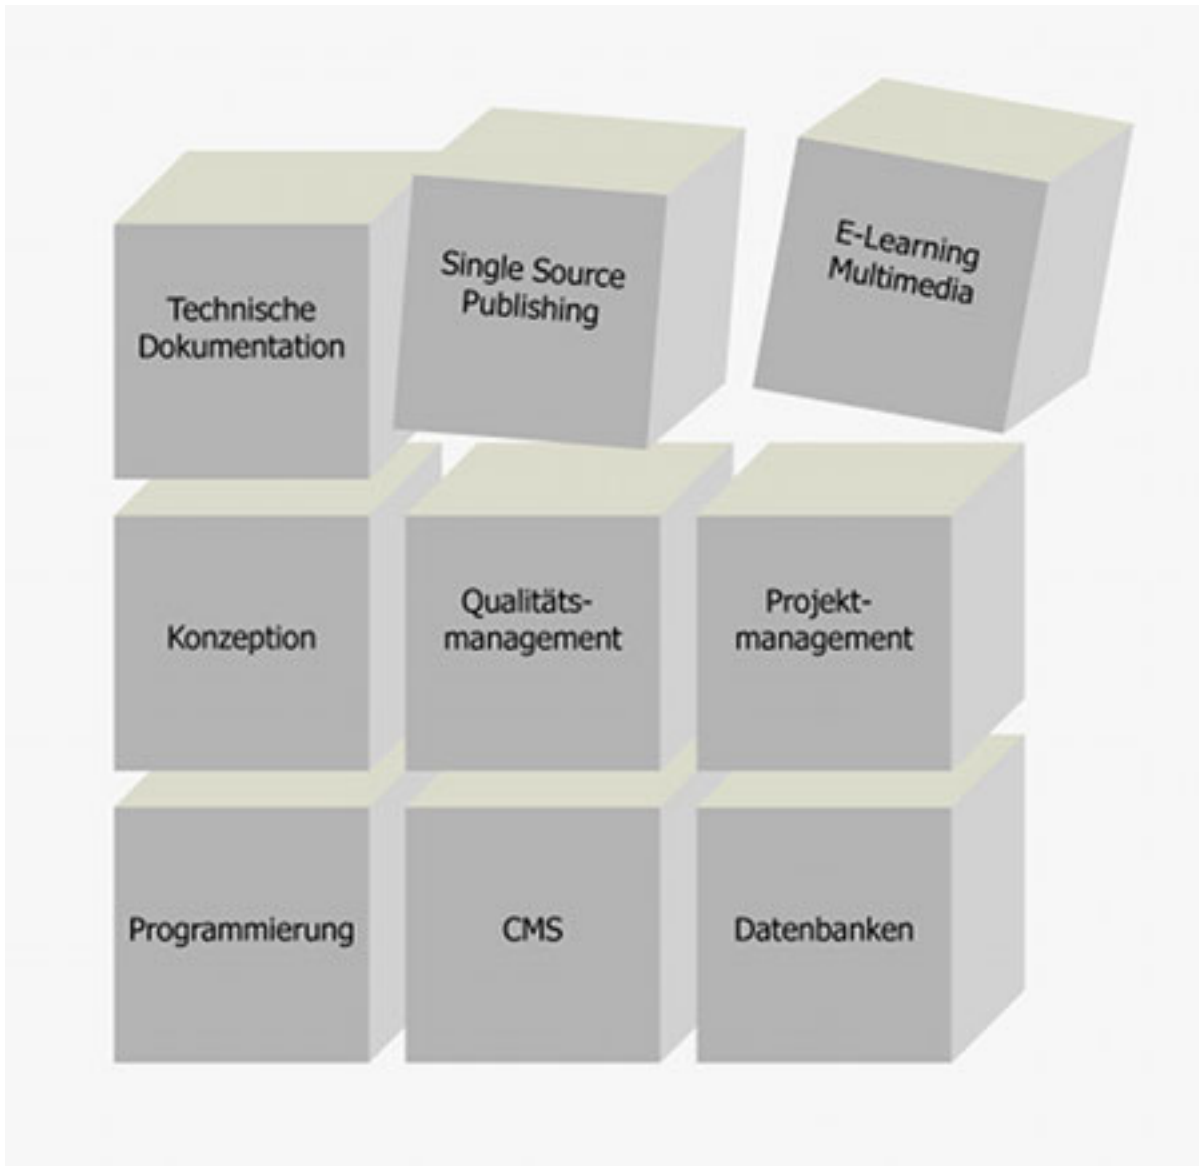 Technische
Dokumentation
Single Source
Publishing
E-Learning
Multimedia
Konzeption
Qualitäts-
management
Projekt-
management
Programmierung
CMS
Datenbanken